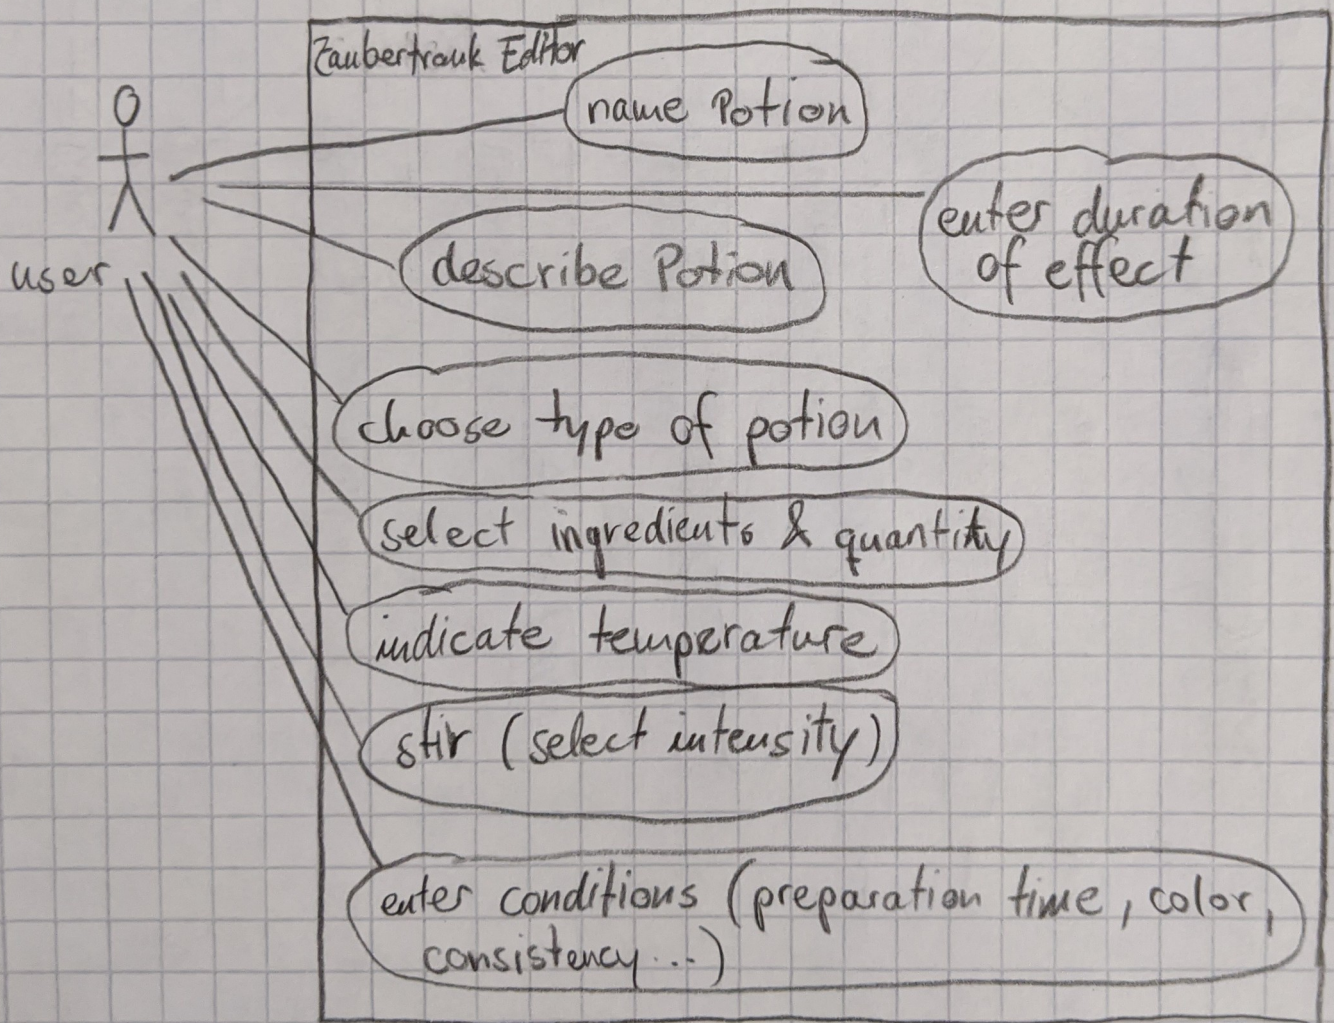 Zaubertrank Editor
name Potion
enter duration
of effect
describe Potion
user
choose type of potion
select ingredients & quantity
indicate temperature
stir (select intensity)
enter conditions (preparation time, color,
consistency...)